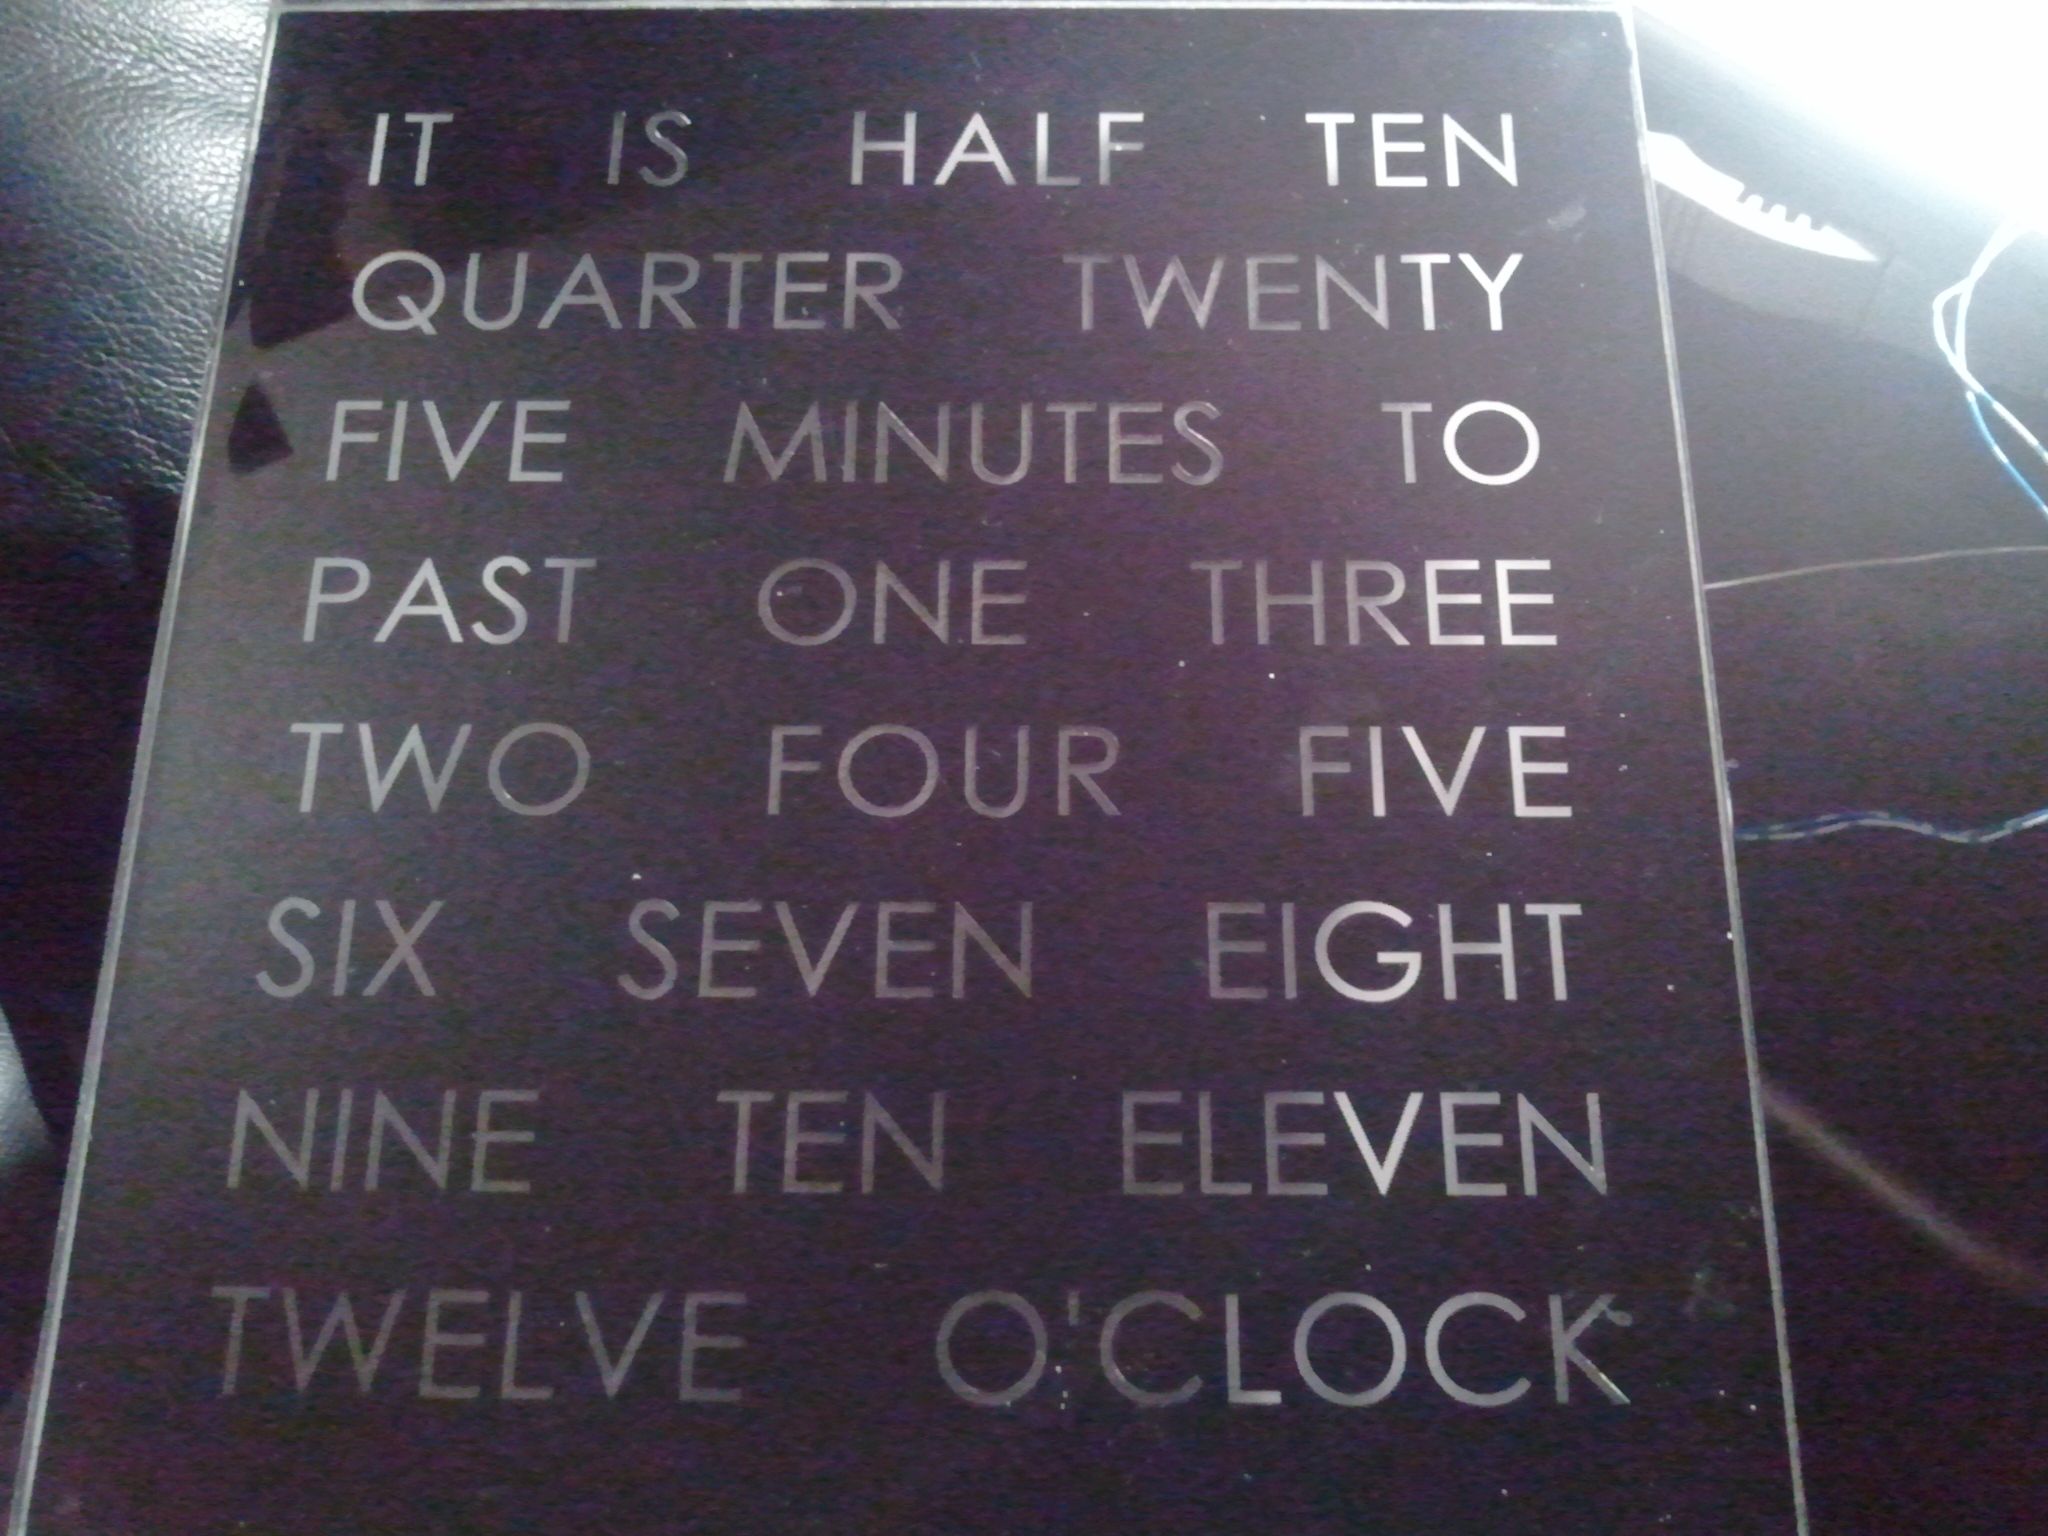 IT IS HALF TEN
QUARTER TWENTY
FIVE MINUTES TO
PAST ONE THREE
TWO FOUR FIVE
SIX SEVEN EIGHT
NINE TEN ELEVEN
TWELVE O'CLOCK